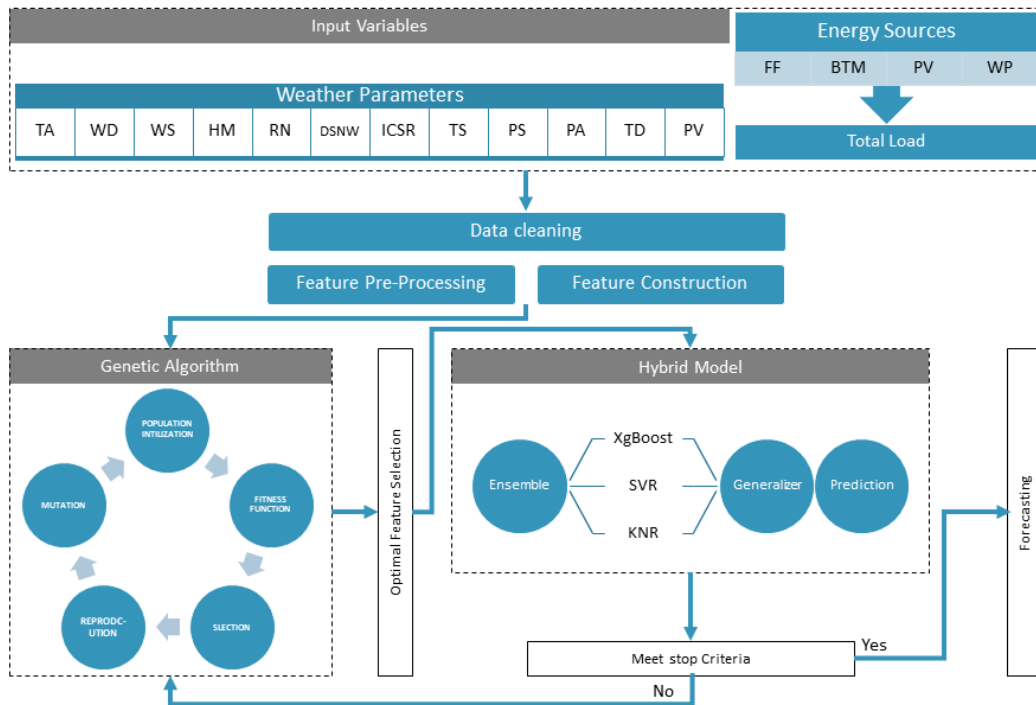 Input Variables
Energy Sources
FF BTM PV WP
Total Load
Weather Parameters
TA WD WS HM RN DSNW ICSR TS PS PA TD PV
Data cleaning
Feature Pre-Processing
Feature Construction
Genetic Algorithm
POPULATION
INTILIZATION
FITNESS
FUNCTION
SLECTION
REPRODC-
UTION
MUTATION
Optimal Feature Selection
Hybrid Model
Ensemble
XgBoost
SVR
KNR
Generalizer
Prediction
Meet stop Criteria
Yes
No
Forecasting